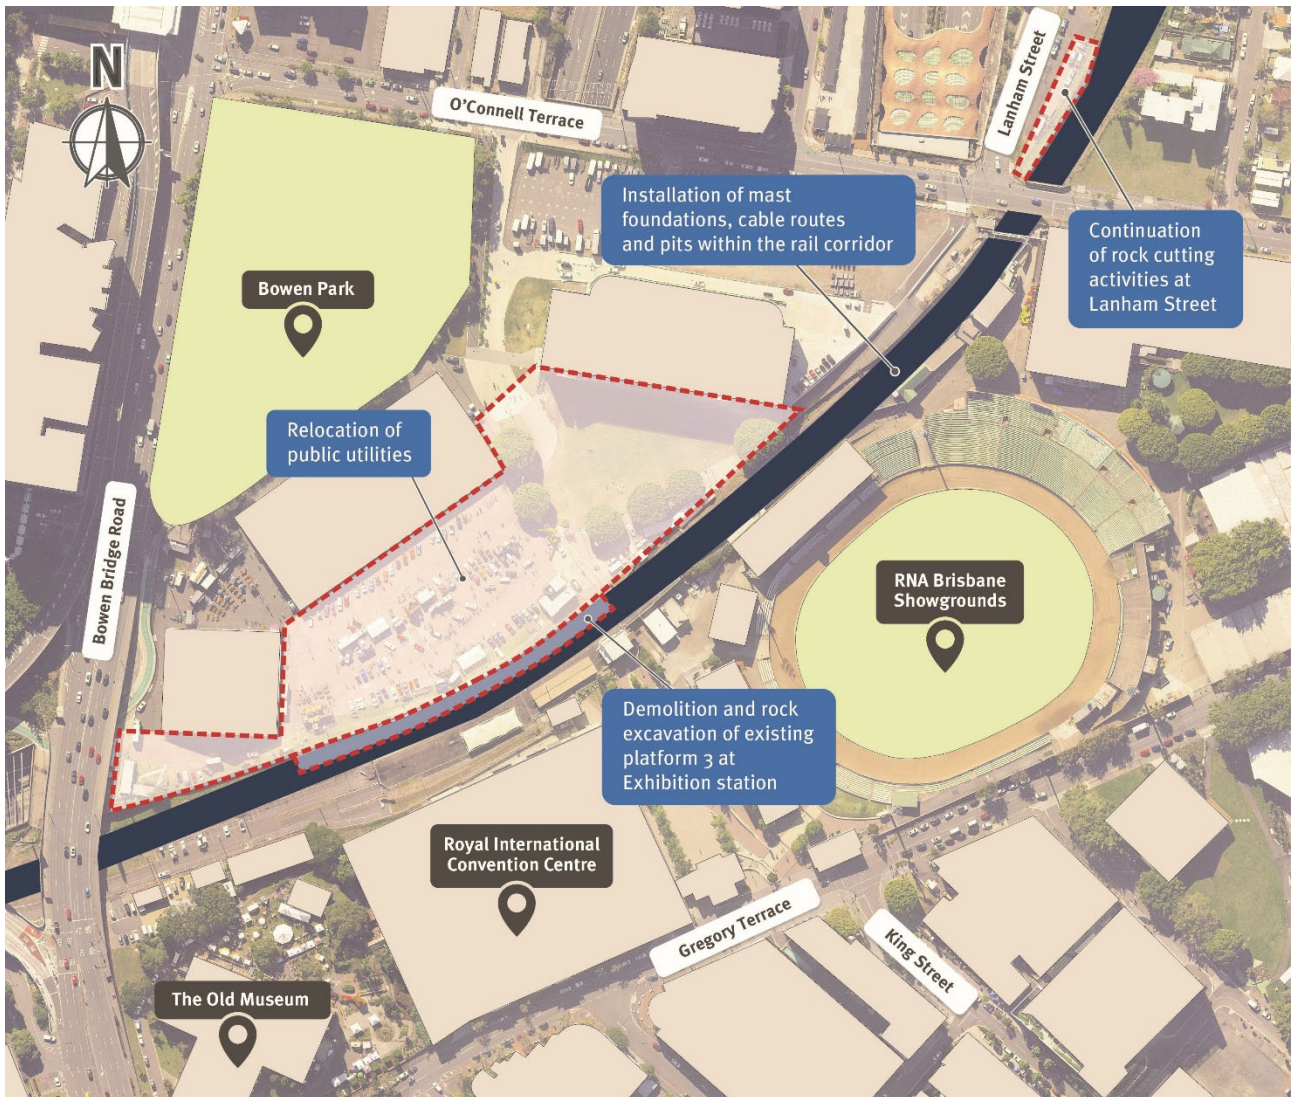 N
O'Connell Terrace
Lanham Street
Installation of mast
foundations, cable routes
and pits within the rail corridor
Continuation
of rock cutting
activities at
Lanham Street
Bowen Park
Relocation of
public utilities
Bowen Bridge Road
RNA Brisbane
Showgrounds
Demolition and rock
excavation of existing
platform 3 at
Exhibition station
Royal International
Convention Centre
Gregory Terrace
King Street
The Old Museum